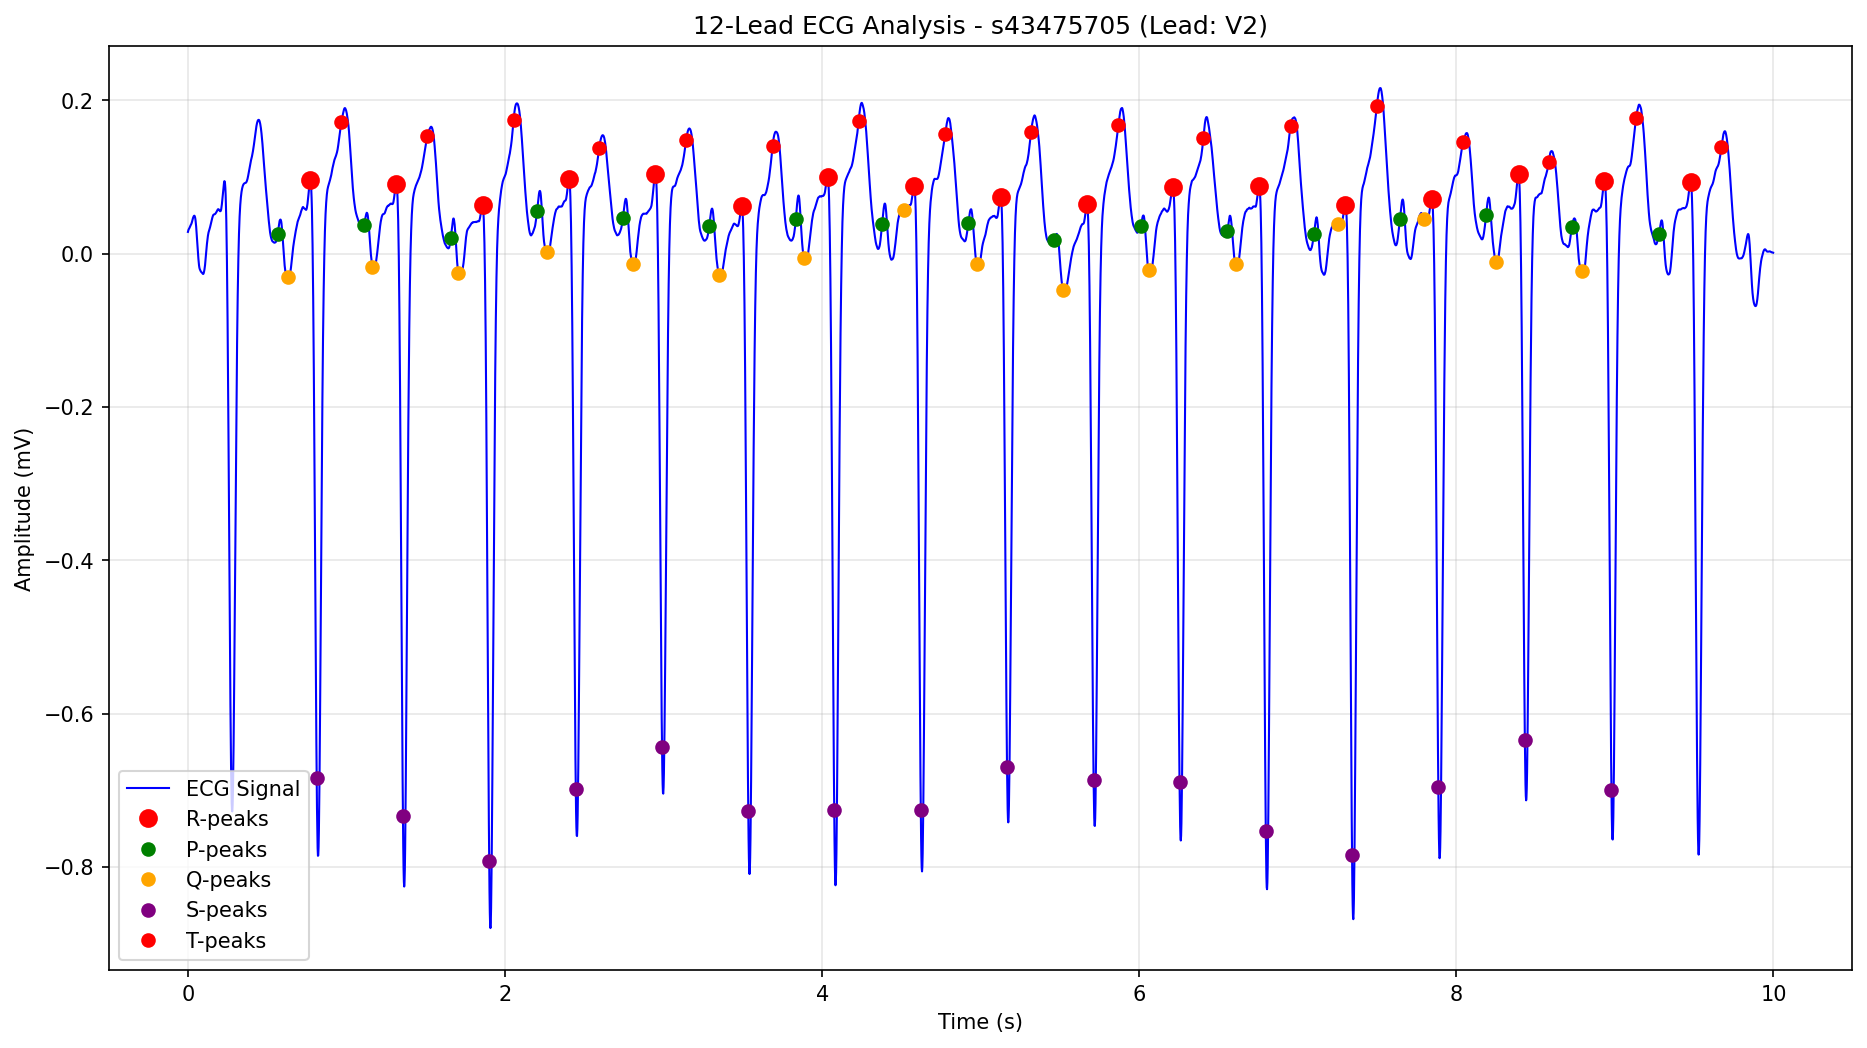 12-Lead ECG Analysis - s43475705 (Lead: V2)
Amplitude (mV)
0.2
0.0
−0.2
−0.4
−0.6
−0.8
ECG Signal
R-peaks
P-peaks
Q-peaks
S-peaks
T-peaks
0 2 4 6 8 10
Time (s)